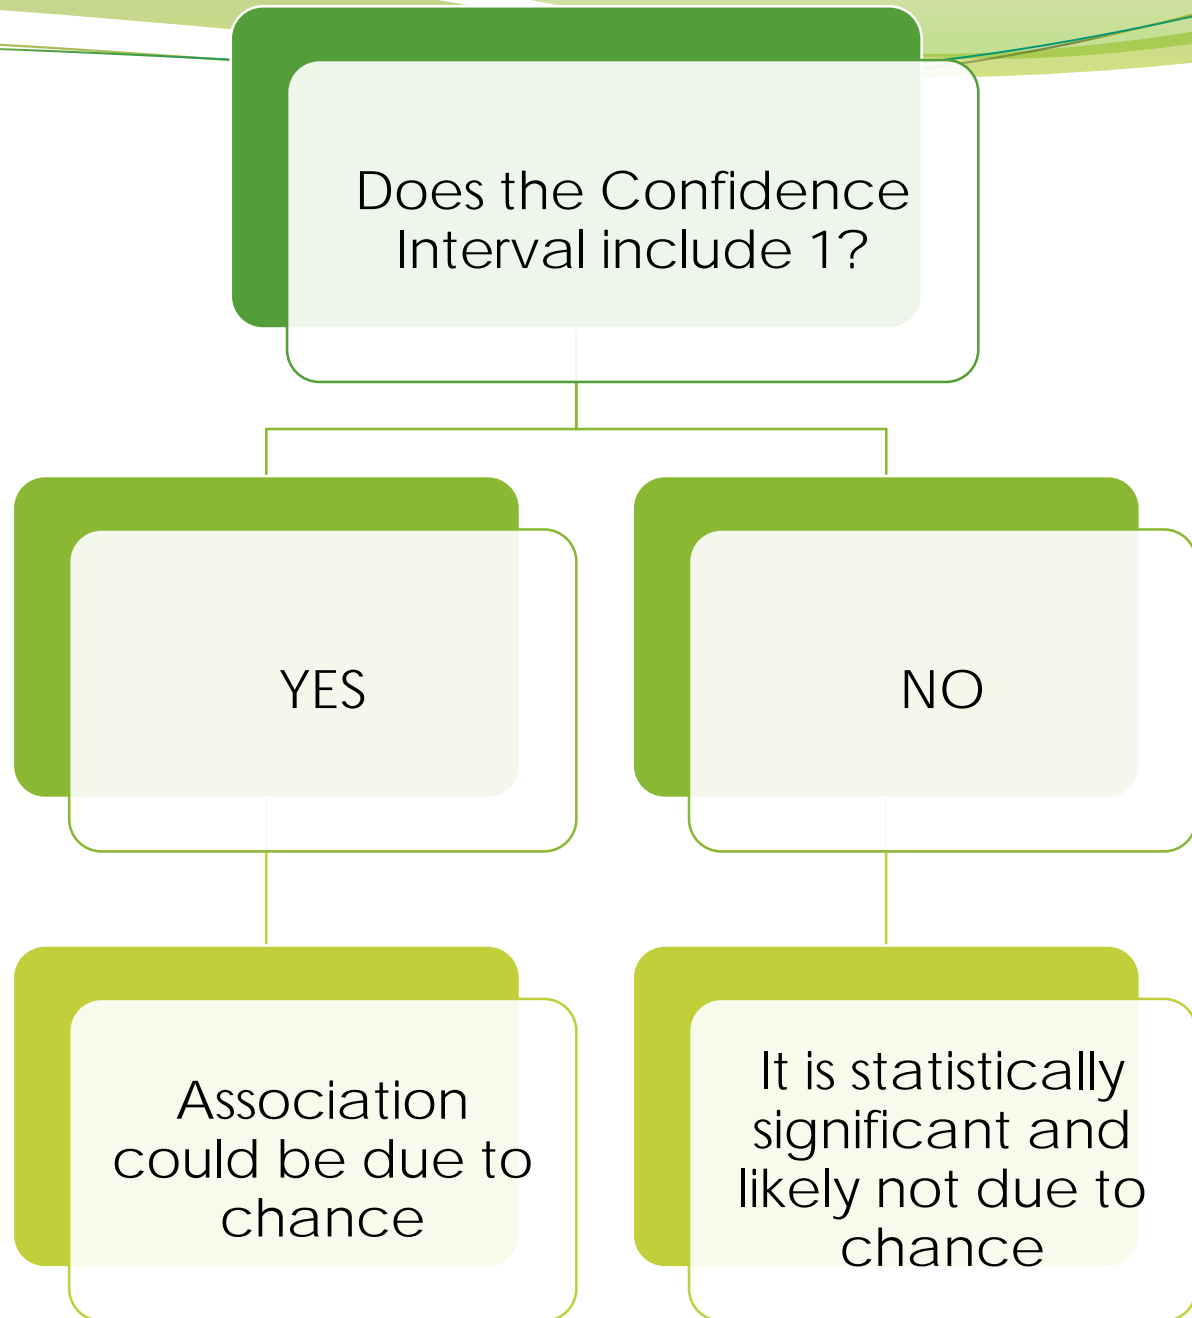 Does the Confidence
Interval include 1?
YES
NO
Association
could be due to
chance
It is statistically
significant and
likely not due to
chance